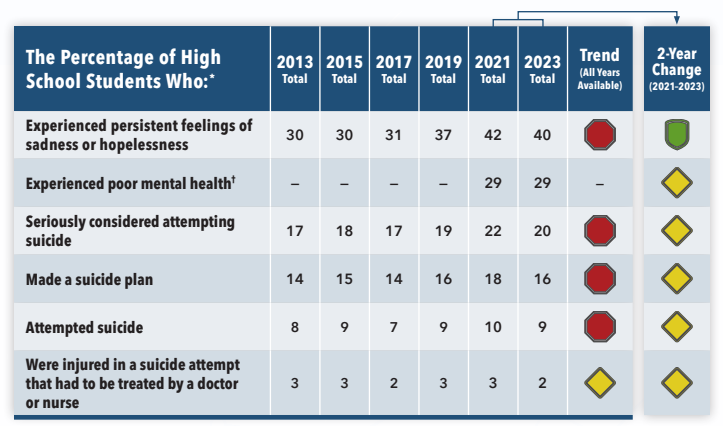 The Percentage of High School Students Who:* 2013 Total 2015 Total 2017 Total 2019 Total 2021 Total 2023 Total Trend (All Years Available) 2-Year Change (2021-2023)
Experienced persistent feelings of sadness or hopelessness 30 30 31 37 42 40
Experienced poor mental health† – – – – 29 29 –
Seriously considered attempting suicide 17 18 17 19 22 20
Made a suicide plan 14 15 14 16 18 16
Attempted suicide 8 9 7 9 10 9
Were injured in a suicide attempt that had to be treated by a doctor or nurse 3 3 2 3 3 2